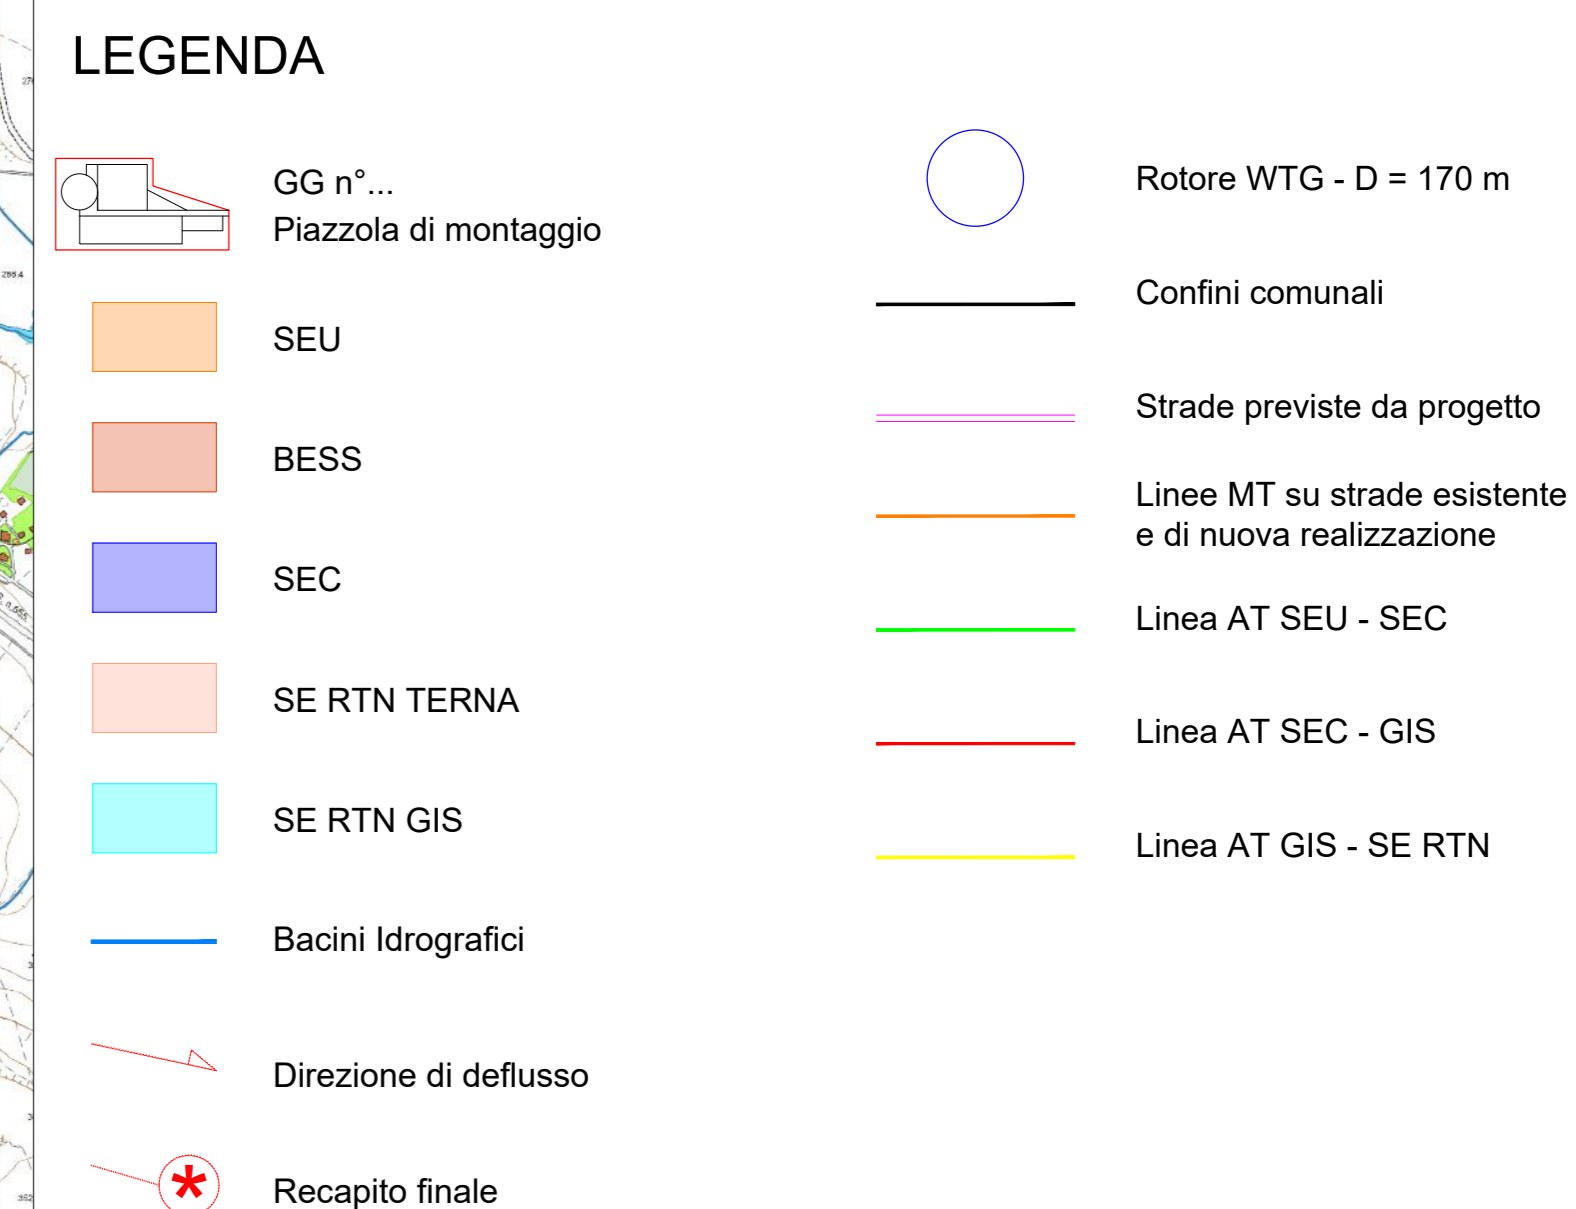 LEGENDA
GG n°...
Piazzola di montaggio
SEU
BESS
SEC
SE RTN TERNA
SE RTN GIS
Bacini Idrografici
Direzione di deflusso
Recapito finale
Rotore WTG - D = 170 m
Confini comunali
Strade previste da progetto
Linee MT su strade esistente
e di nuova realizzazione
Linea AT SEU - SEC
Linea AT SEC - GIS
Linea AT GIS - SE RTN